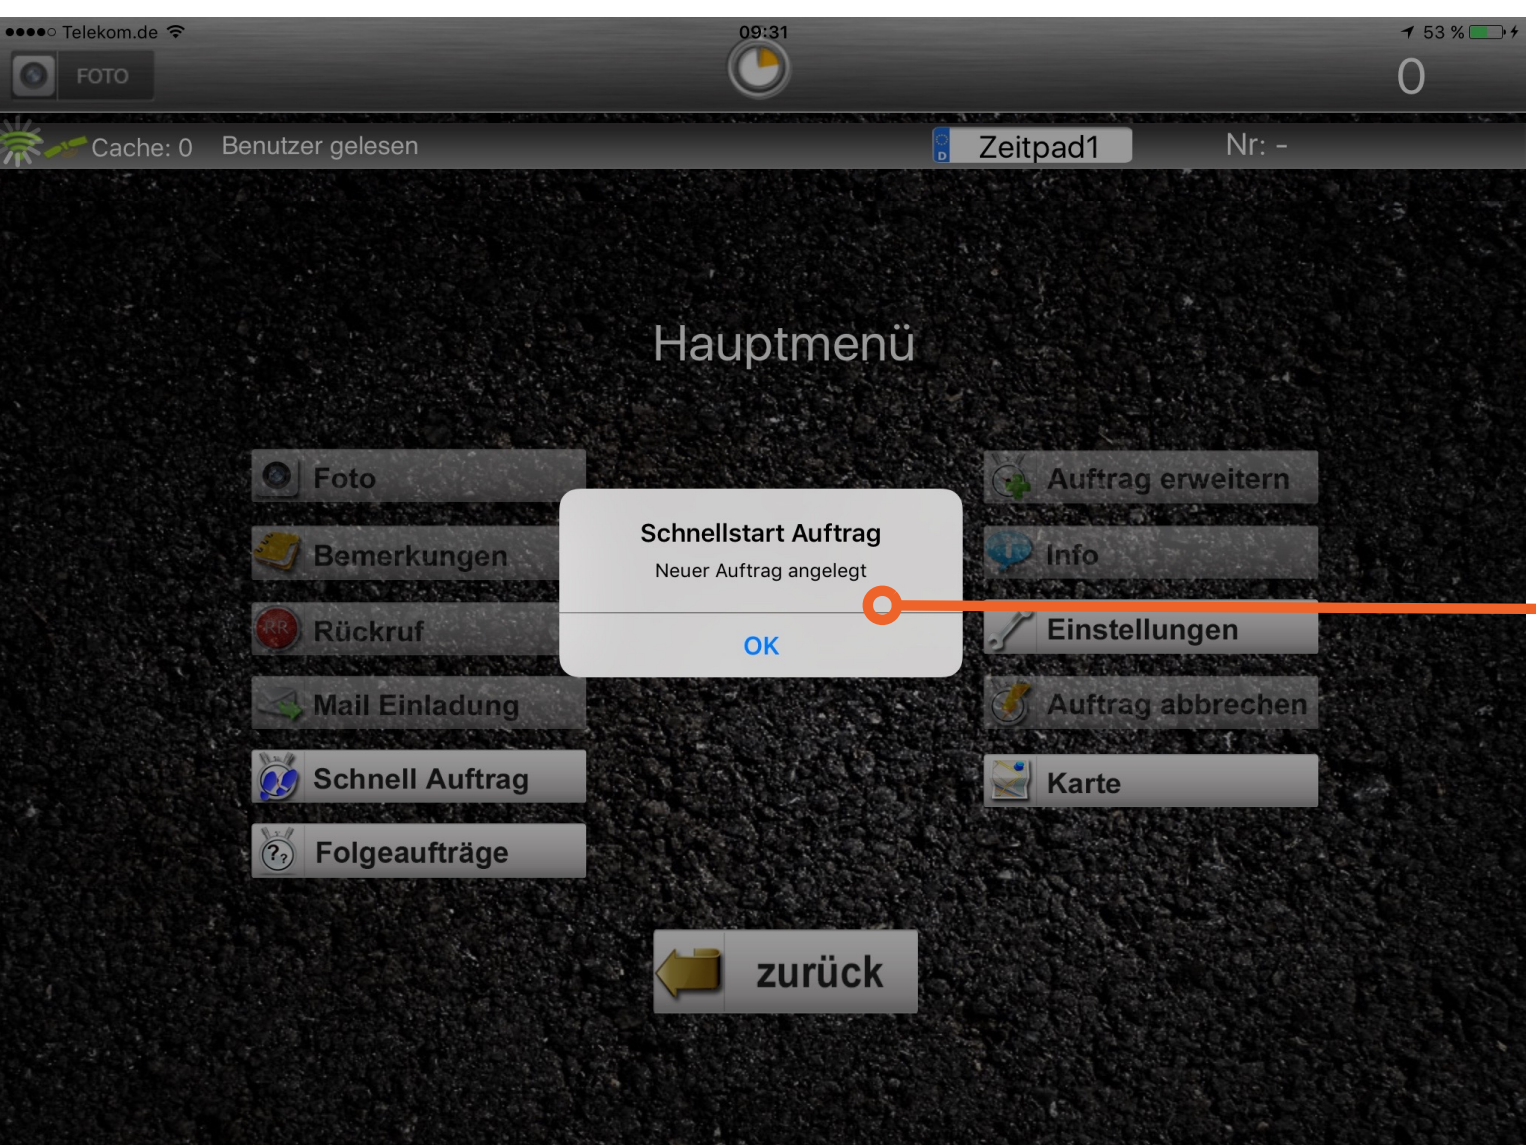 Telekom.de
09:31
53 %
FOTO
0
Cache: 0 Benutzer gelesen
D Zeitpad1
Nr: -
Hauptmenü
Foto
Auftrag erweitern
Schnellstart Auftrag
Bemerkungen
Neuer Auftrag angelegt
Info
RR Rückruf
OK
Einstellungen
Mail Einladung
Auftrag abbrechen
Schnell Auftrag
Karte
?? Folgeaufträge
zurück